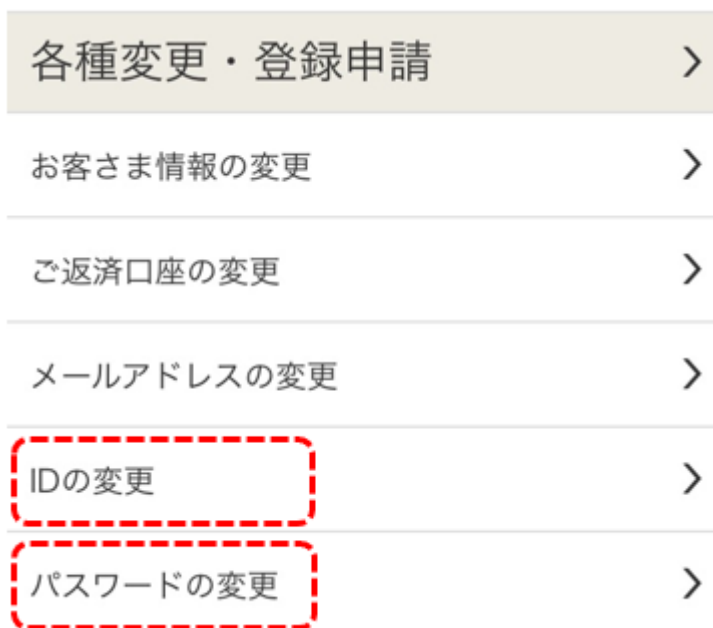 各種変更・登録申請
お客さま情報の変更
ご返済口座の変更
メールアドレスの変更
IDの変更
パスワードの変更